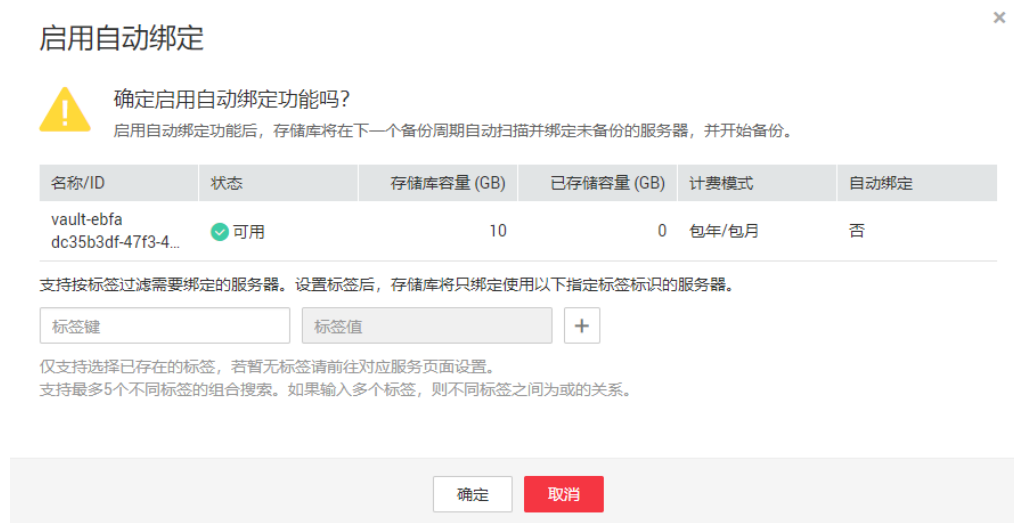 启用自动绑定
确定启用自动绑定功能吗?
启用自动绑定功能后，存储库将在下一个备份周期自动扫描并绑定未备份的服务器，并开始备份。
名称/ID 状态 存储库容量 (GB) 已存储容量 (GB) 计费模式 自动绑定
vault-ebfa
dc35b3df-47f3-4... 可用 10 0 包年/包月 否
支持按标签过滤需要绑定的服务器。设置标签后，存储库将只绑定使用以下指定标签标识的服务器。
标签键 标签值 +
仅支持选择已存在的标签，若暂无标签请前往对应服务页面设置。
支持最多5个不同标签的组合搜索。如果输入多个标签，则不同标签之间为或的关系。
确定 取消